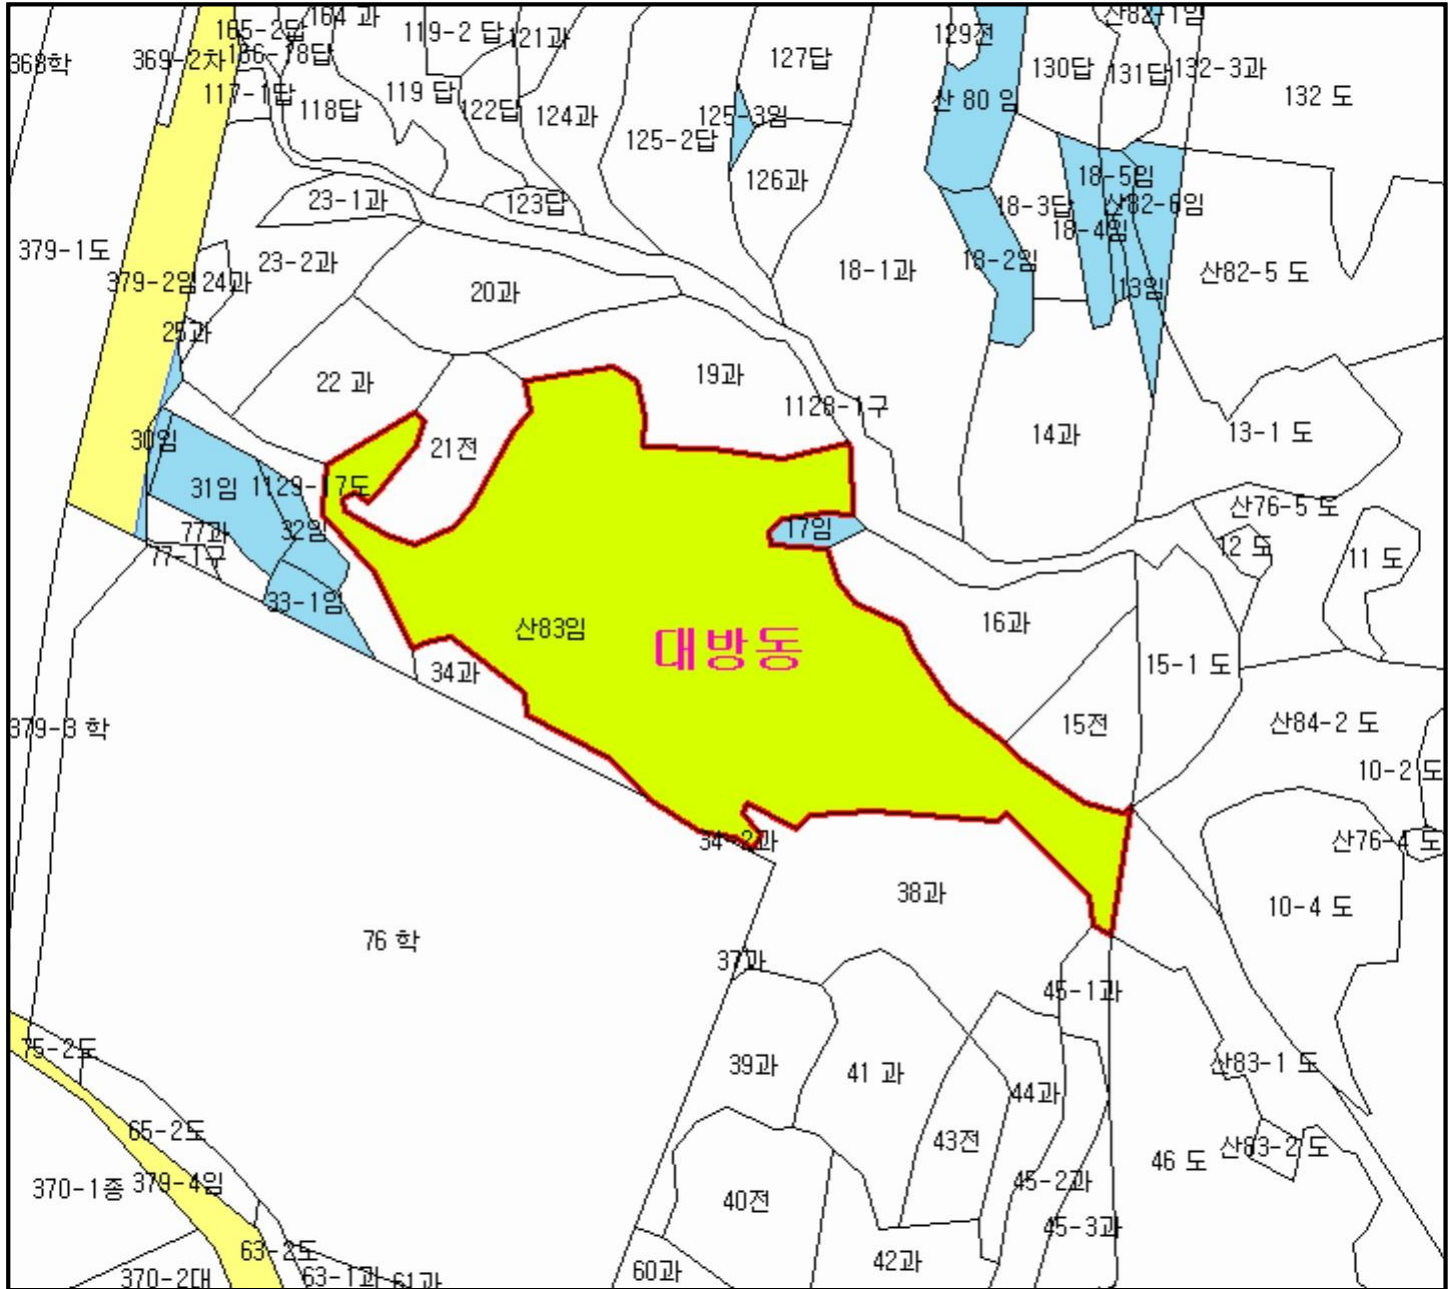 164 과
165-2답
119-2 답
121과
129전
산82-1임
368학
369-2차
78답
127답
130답
131답
132-3과
132 도
117-1답
118답
119 답
122답
124과
125-3임
125-2답
산 80 임
126과
18-5임
23-1과
123답
18-3답
산82-6임
18-4임
379-1도
379-2임
24과
23-2과
20과
18-1과
18-2임
13임
산82-5 도
25과
22 과
19과
1128-1구
14과
13-1 도
30임
21전
31임
1129-17도
산76-5 도
77과
32임
17임
12 도
11 도
77-1구
33-1임
산83임
대방동
16과
34과
15-1 도
379-3 학
15전
산84-2 도
10-2 도
34-2과
산76-4 도
38과
10-4 도
76 학
37과
45-1과
75-2도
39과
41 과
44과
산83-1 도
65-2도
43전
46 도
산83-2 도
370-1종
379-4임
40전
45-2과
45-3과
63-2도
370-2대
63-1과
61과
60과
42과